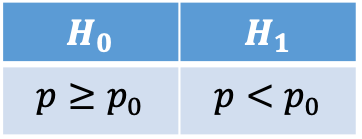 H₀ H₁
p ≥ p₀ p < p₀